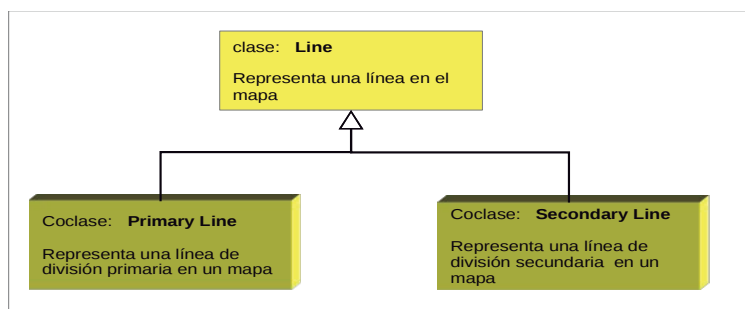 clase: Line
Representa una línea en el
mapa
Coclase: Primary Line
Representa una línea de
división primaria en un mapa
Coclase: Secondary Line
Representa una línea de
división secundaria en un
mapa